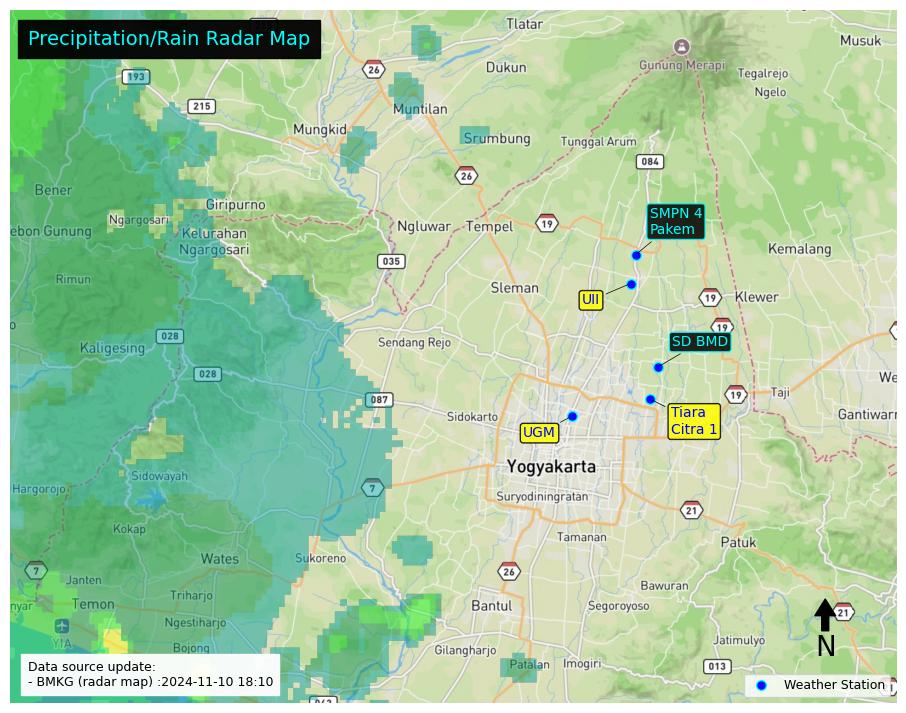 Precipitation/Rain Radar Map
Tlatar
Musuk
26
Gunung Merapi
193
Dukun
Tegalrejo
Ngelo
215
Muntilan
Mungkid
Srumbung
Tunggal Arum
084
26
Bener
Ngargosari
Giripurno
SMPN 4
Pakem
ebon Gunung
Kelurahan
Ngargosari
Ngluwar
Tempel
19
Kemalang
035
Rimun
Sleman
UII
19
Klewer
19
028
Kaligesing
Sendang Rejo
SD BMD
028
We
087
19
Taji
Sidokarto
Tiara
Citra 1
Gantiwarn
UGM
Yogyakarta
Sidowayah
Hargorojo
7
Suryodiningratan
21
Kokap
Tamanan
Patuk
Wates
Sukoreno
7
Janten
26
Bawuran
Triharjo
nyar
Temon
Bantul
Segoroyoso
21
Ngestiharjo
YIA
Bojong
Gilangharjo
Jatimulyo
N
Patalan
Imogiri
013
Data source update:
- BMKG (radar map) :2024-11-10 18:10
Weather Station